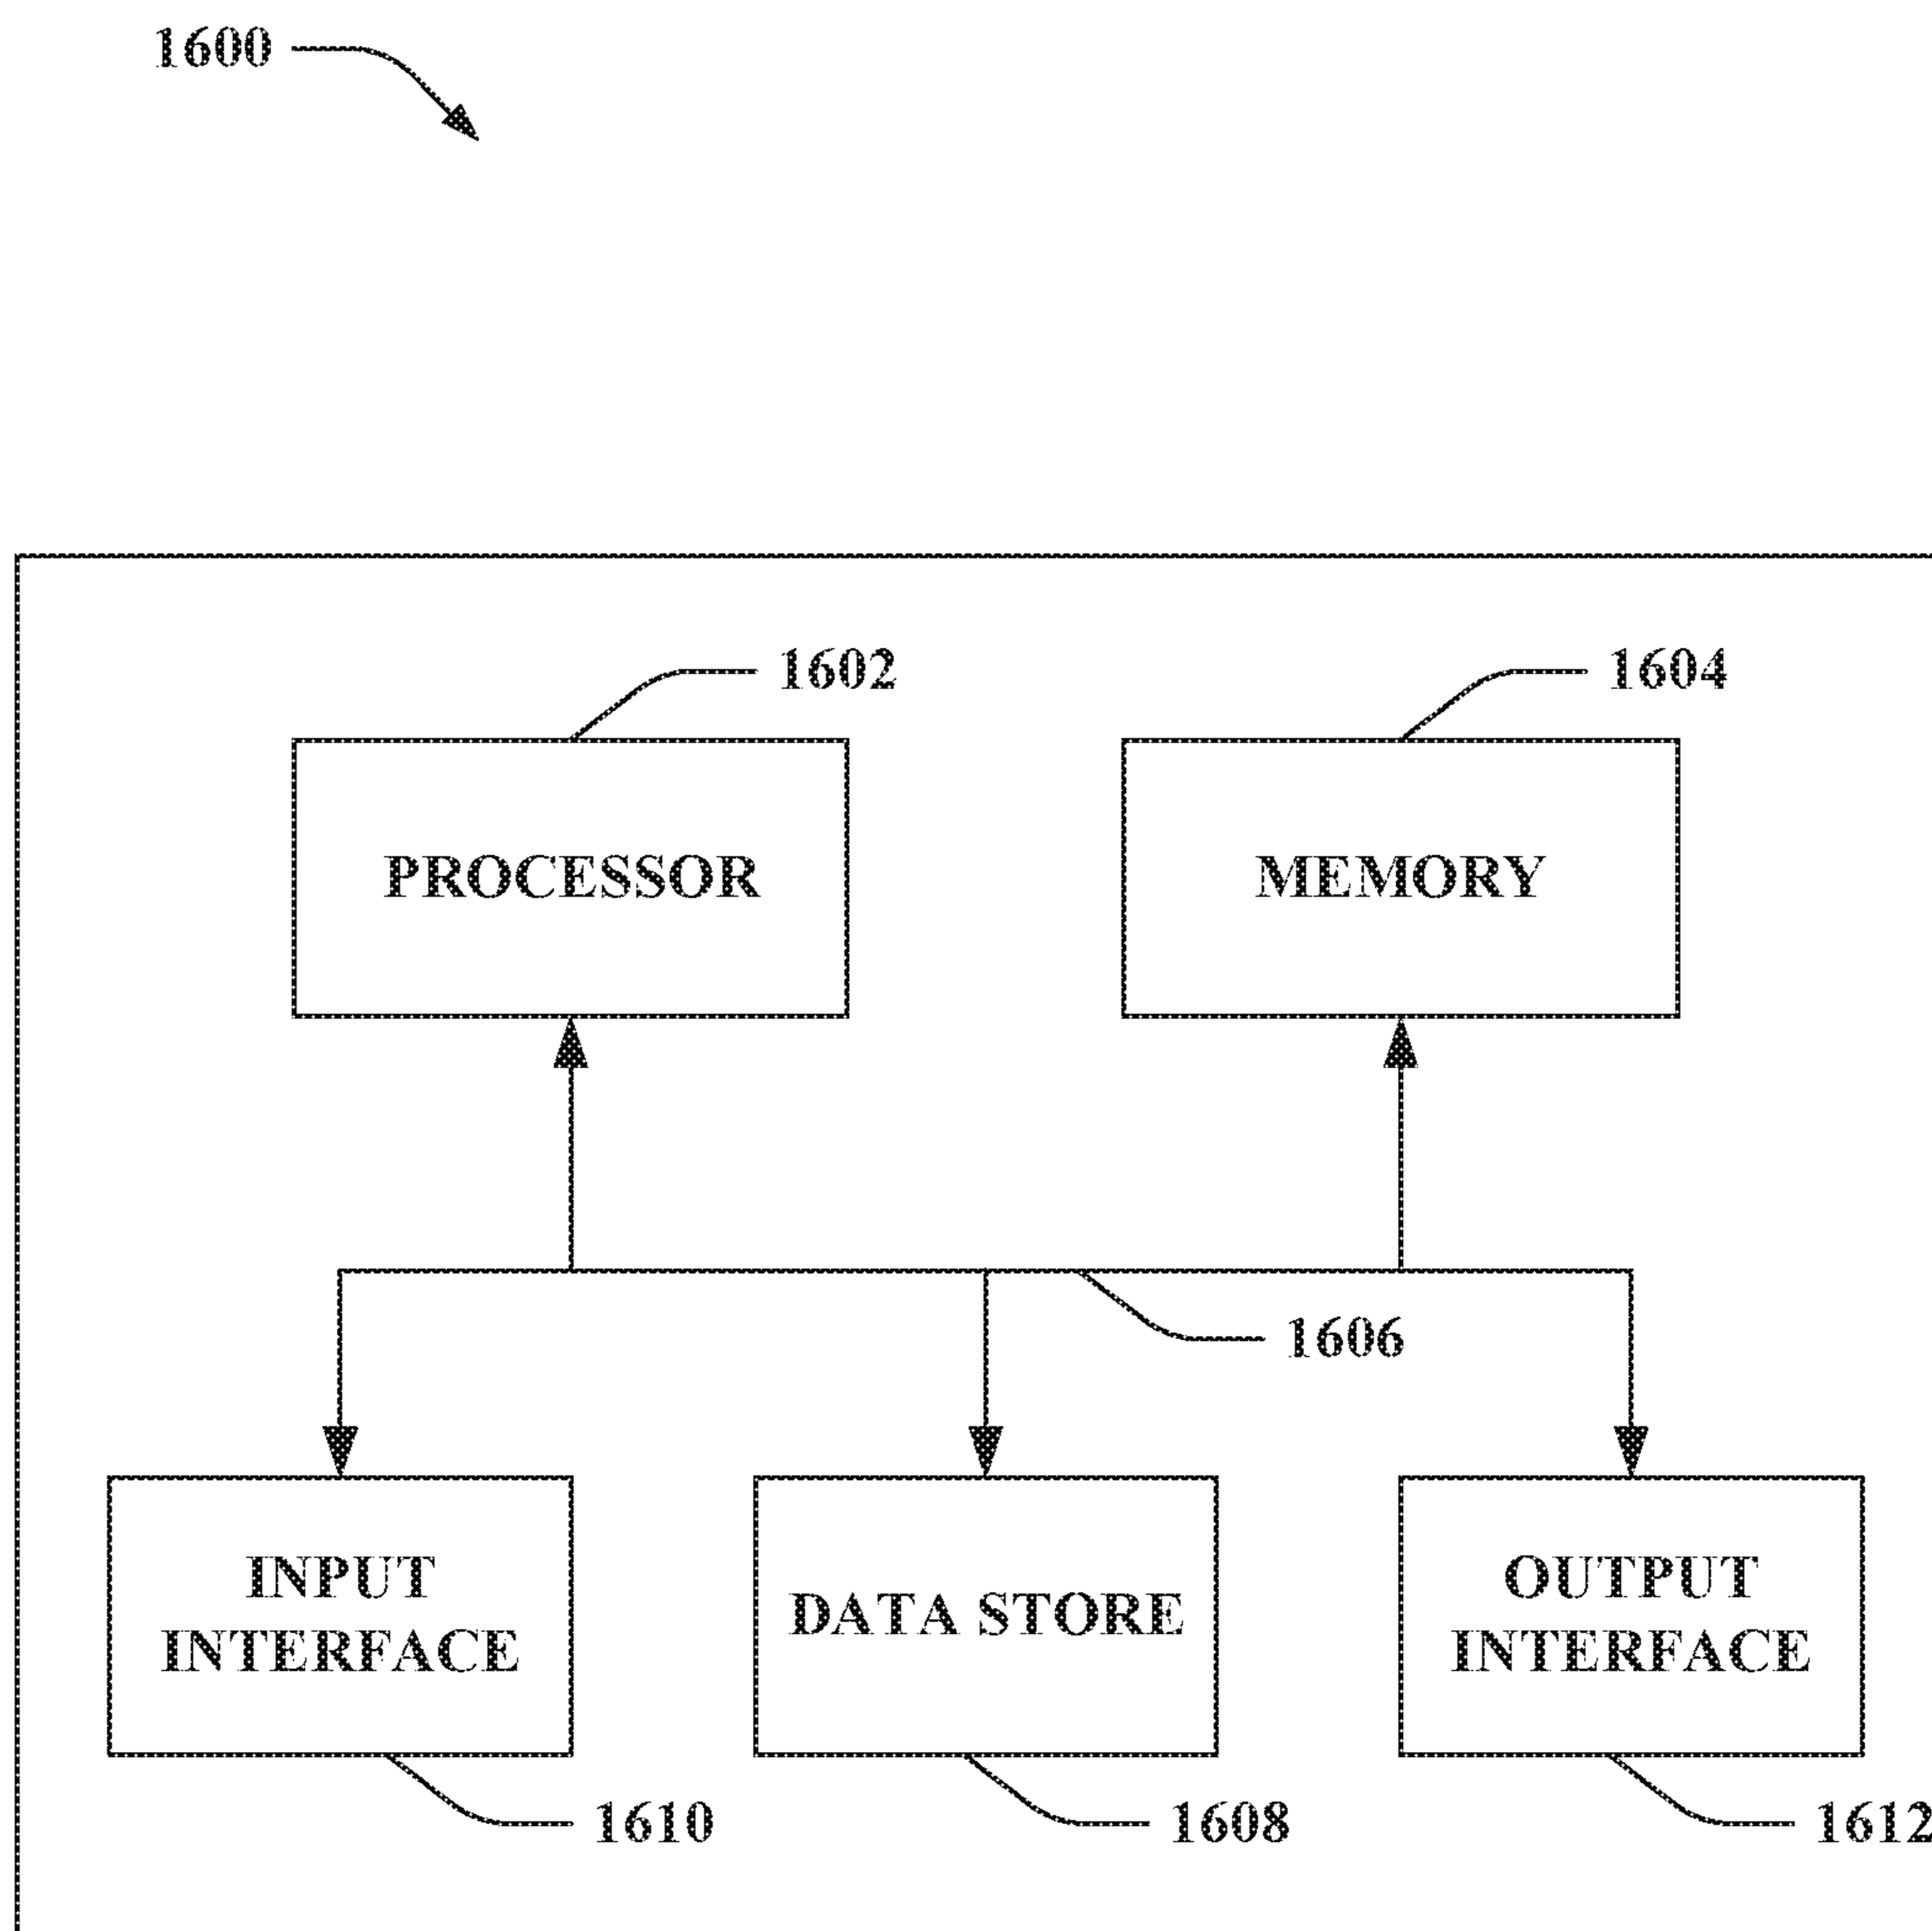 1600
1602
1604
PROCESSOR
MEMORY
1606
INPUT
INTERFACE
DATA STORE
OUTPUT
INTERFACE
1610
1608
1612